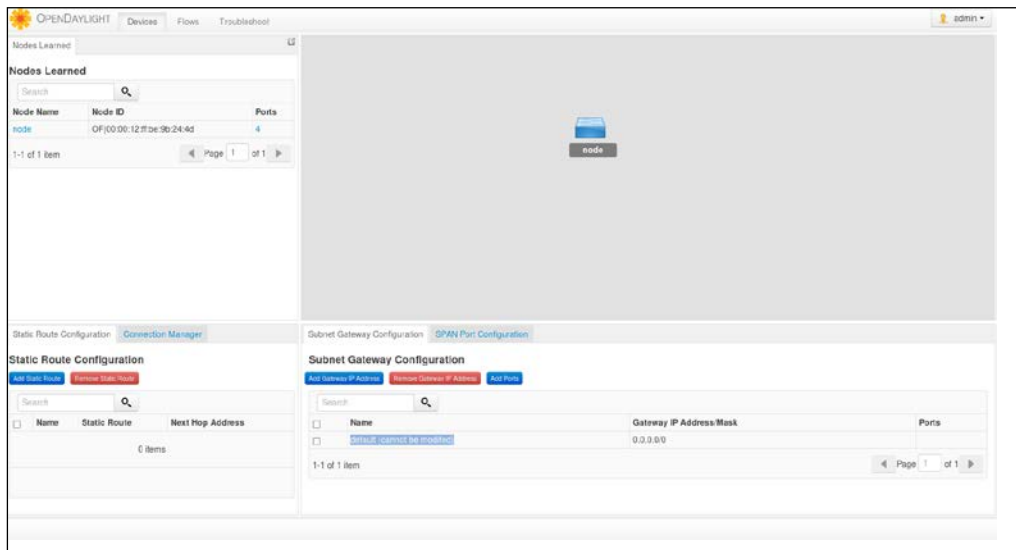 OPENDAYLIGHT Devices Flows Troubleshoot admin
Nodes Learned
Nodes Learned
Search
Node Name Node ID Ports
node OF|00:00:12:ff:be:9b:24:4d 4
1-1 of 1 item Page 1 of 1
node
Static Route Configuration Connection Manager
Static Route Configuration
Add Static Route Remove Static Route
Search
Name Static Route Next Hop Address
0 items
Subnet Gateway Configuration SPAN Port Configuration
Subnet Gateway Configuration
Add Gateway IP Address Remove Gateway IP Address Add Ports
Search
Name Gateway IP Address/Mask Ports
default (cannot be modifed) 0.0.0.0/0
1-1 of 1 item Page 1 of 1